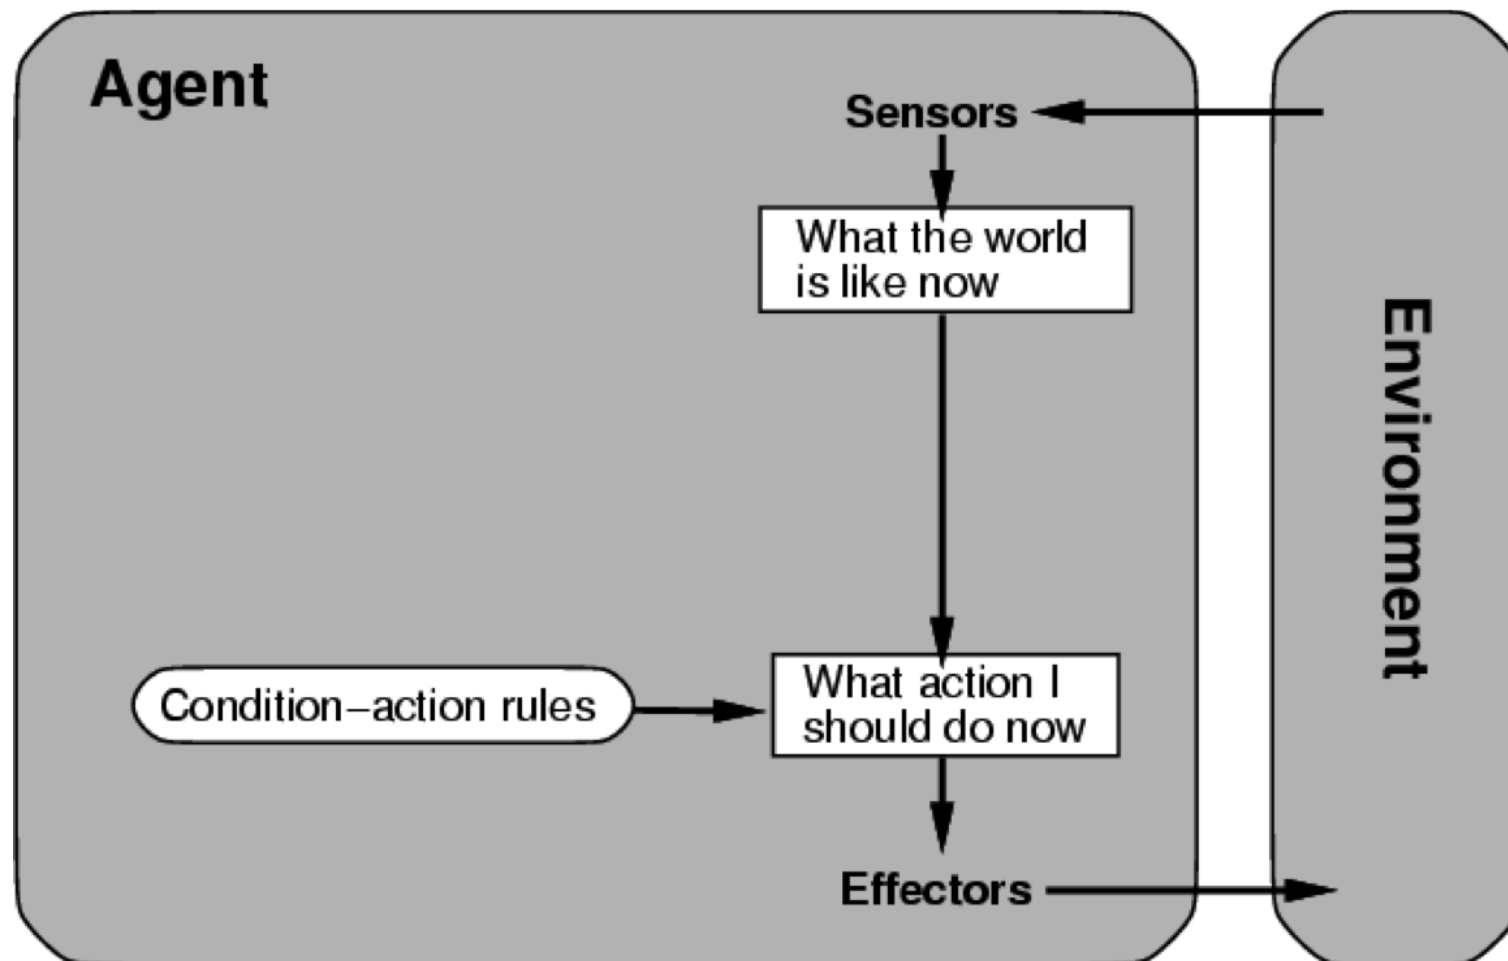 Agent
Sensors
What the world
is like now
Environment
Condition–action rules
What action I
should do now
Effectors